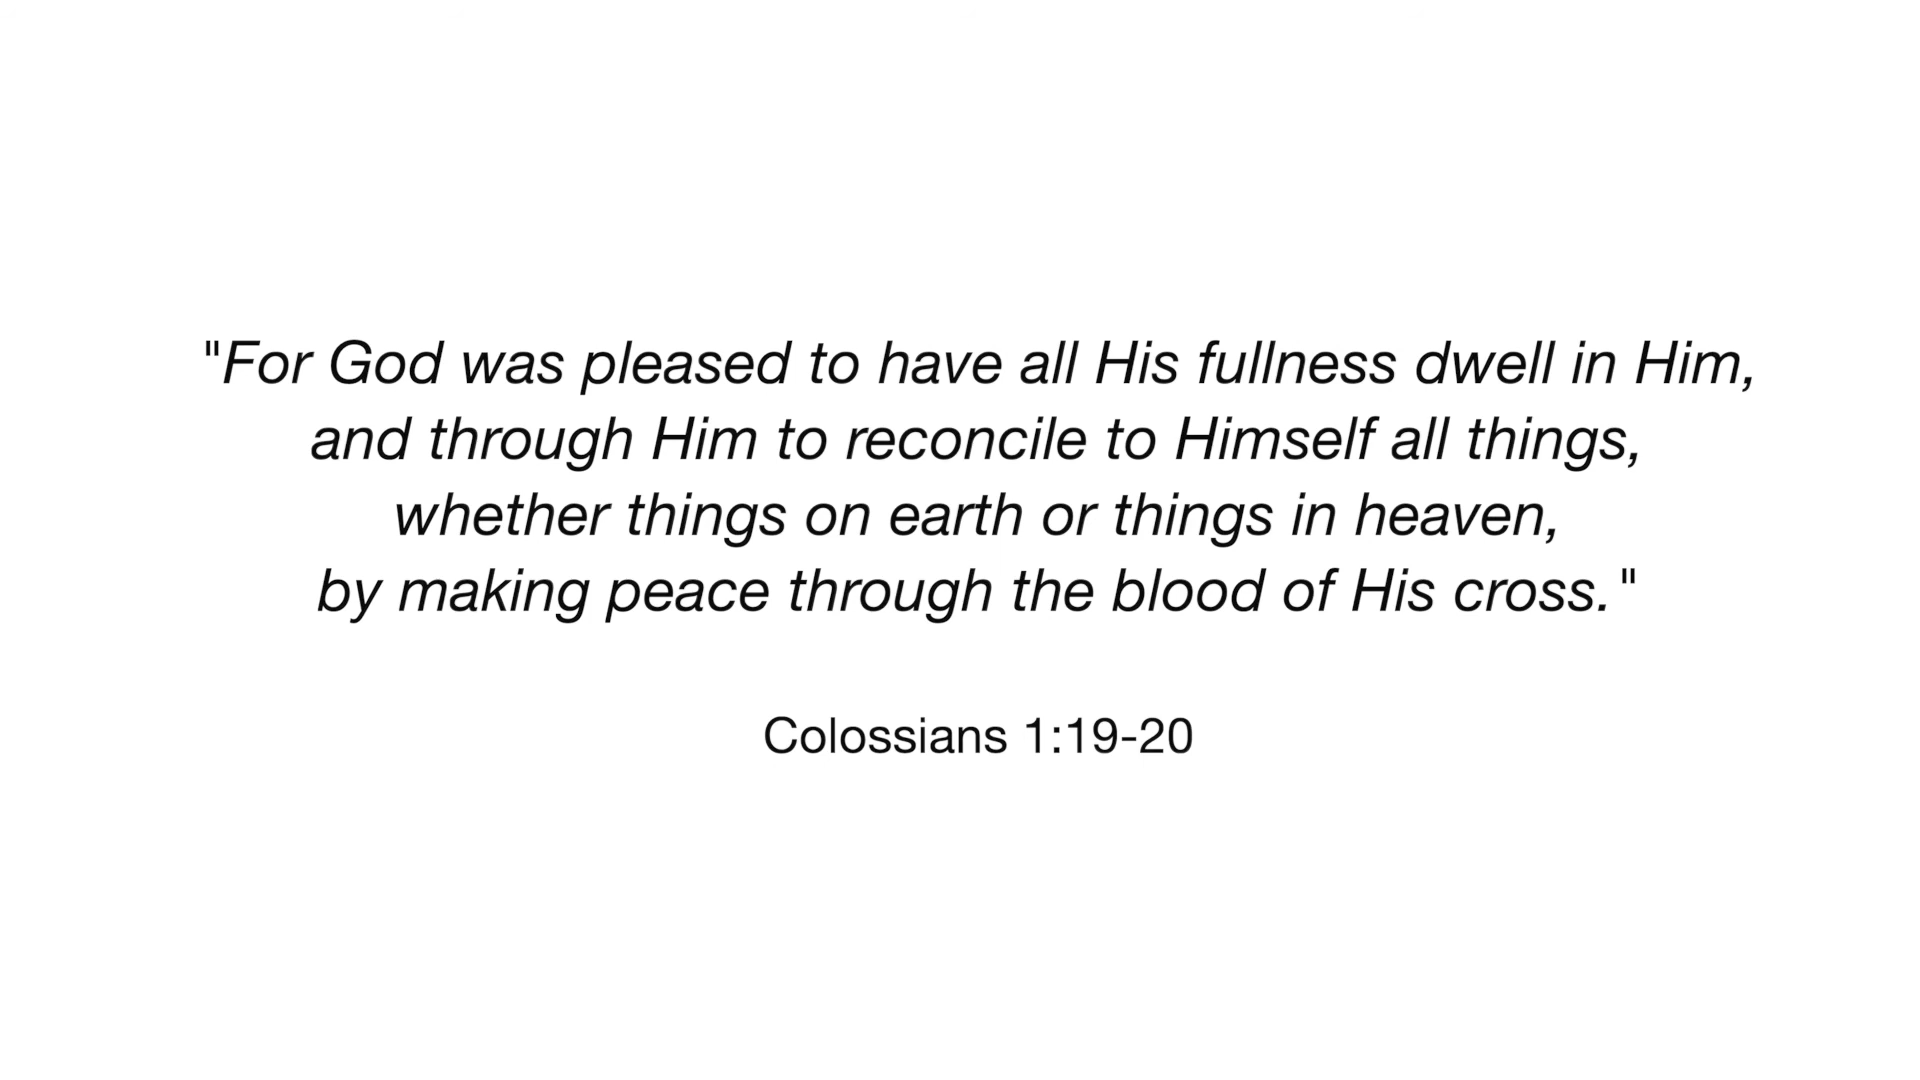 "For God was pleased to have all His fullness dwell in Him,
and through Him to reconcile to Himself all things,
whether things on earth or things in heaven,
by making peace through the blood of His cross."
Colossians 1:19-20